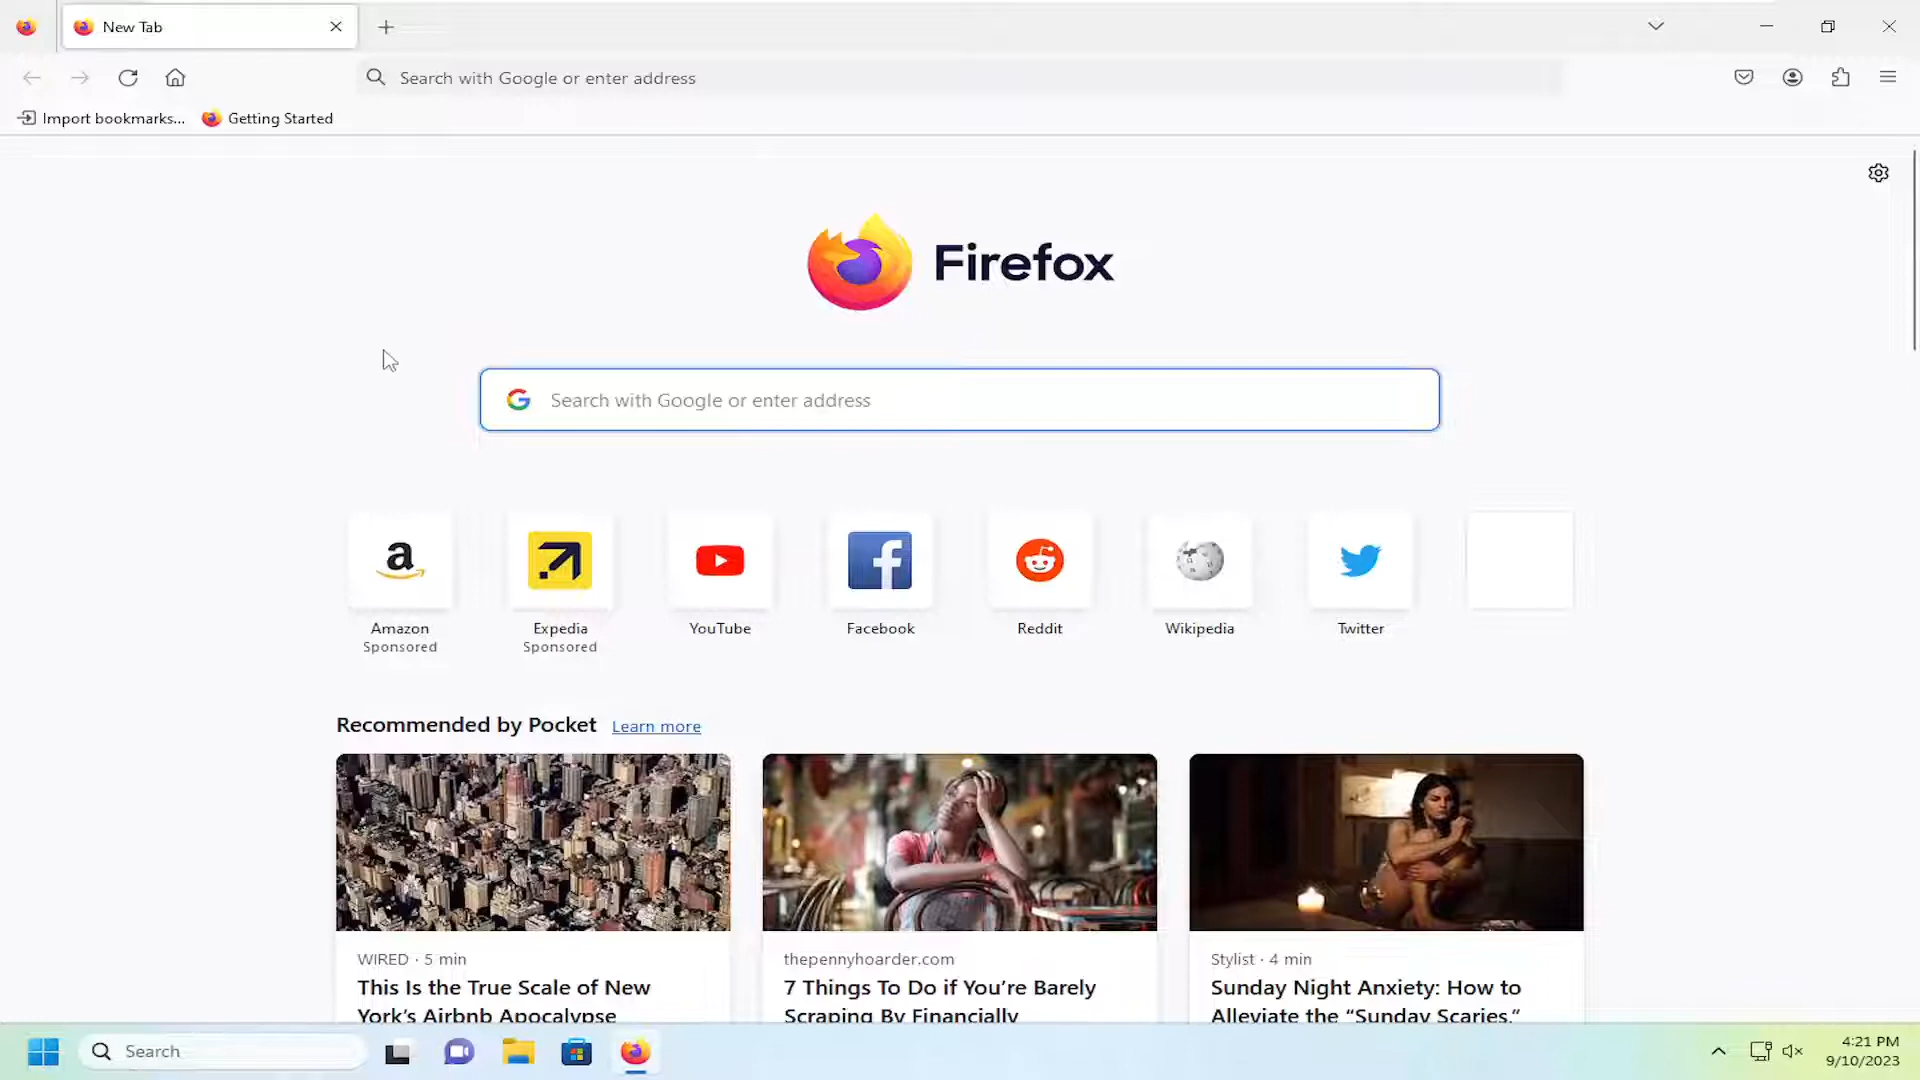 New Tab
Search with Google or enter address
Import bookmarks...
Getting Started
Firefox
Search with Google or enter address
a
Amazon
Sponsored
Expedia
Sponsored
YouTube
Facebook
Reddit
Wikipedia
Twitter
Recommended by Pocket Learn more
WIRED · 5 min
This Is the True Scale of New
York’s Airbnb Apocalypse
thepennyhoarder.com
7 Things To Do if You’re Barely
Scraping By Financially
Stylist · 4 min
Sunday Night Anxiety: How to
Alleviate the “Sunday Scaries.”
Search
4:21 PM
9/10/2023